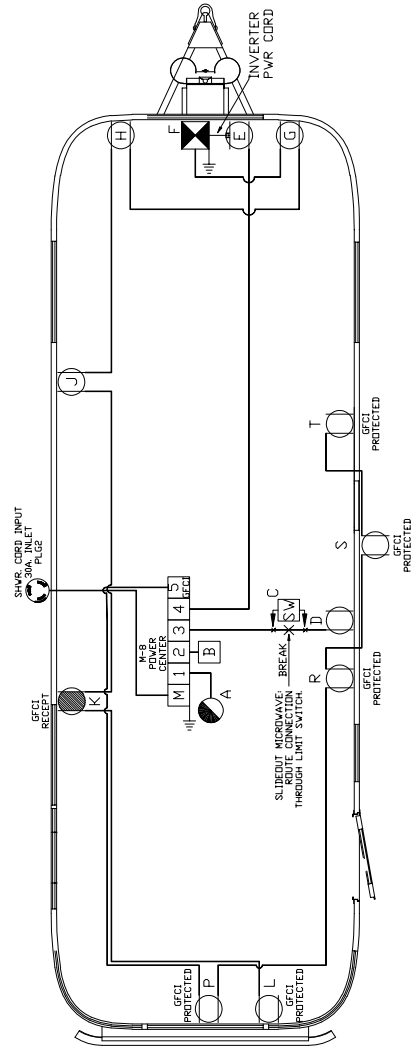 H
F
INVERTER
PWR CORD
E
G
J
T
GFCI
PROTECTED
SHWR. CORD INPUT
30A. INLET
PLG2
S
GFCI
PROTECTED
M-8
POWER
CENTER
M 1 2 3 4 5
GFCI
C
SW
D
BREAK
B
A
SLIDEOUT MICROWAVE:
ROUTE CONNECTION
THROUGH LIMIT SWITCH.
R
GFCI
PROTECTED
GFCI
RECEPT
K
P
GFCI
PROTECTED
L
GFCI
PROTECTED